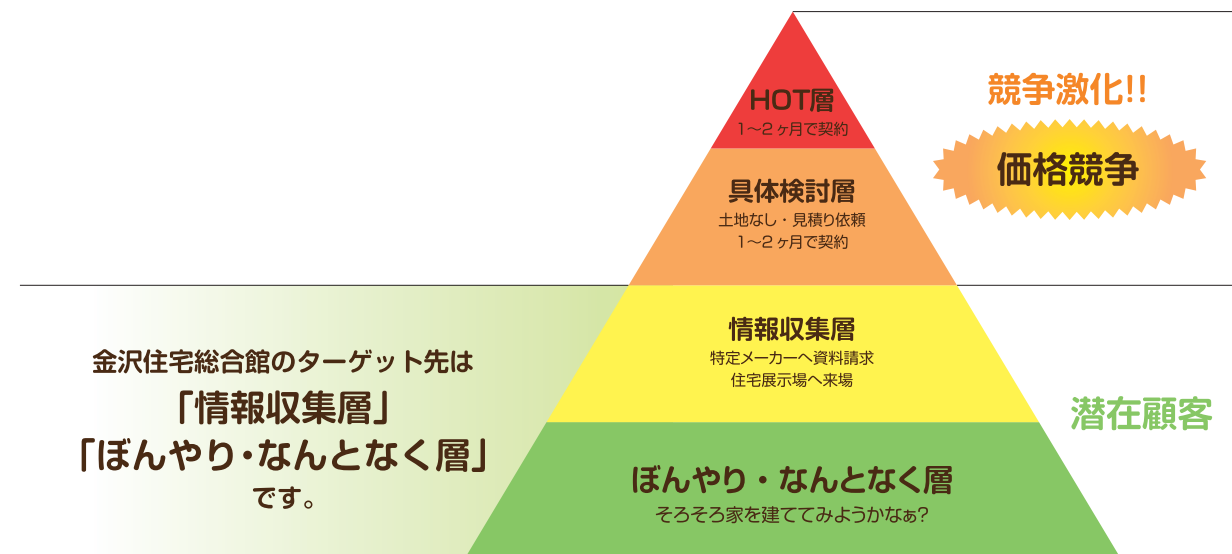 HOT層
1〜2ヶ月で契約
競争激化!!
価格競争
具体検討層
土地なし・見積り依頼
1〜2ヶ月で契約
金沢住宅総合館のターゲット先は
「情報収集層」
「ぼんやり・なんとなく層」
です。
情報収集層
特定メーカーへ資料請求
住宅展示場へ来場
潜在顧客
ぼんやり・なんとなく層
そろそろ家を建ててみようかなぁ?